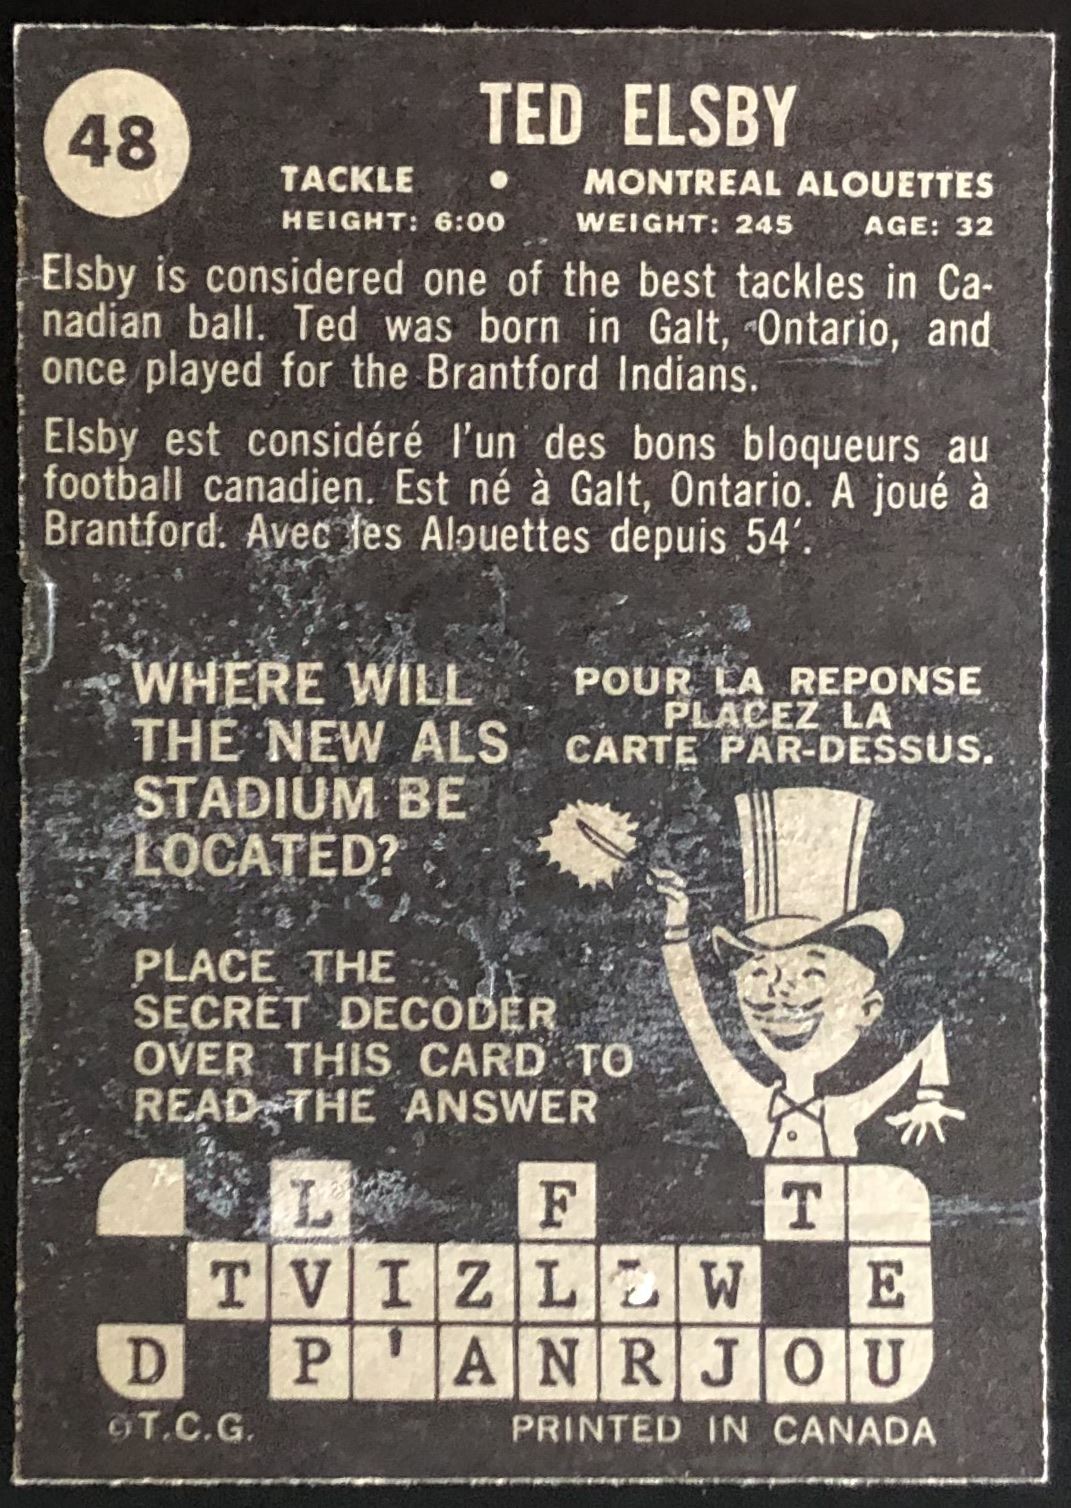 48
TED ELSBY
TACKLE • MONTREAL ALOUETTES
HEIGHT: 6:00 WEIGHT: 245 AGE: 32
Elsby is considered one of the best tackles in Ca-
nadian ball. Ted was born in Galt, Ontario, and
once played for the Brantford Indians.
Elsby est considéré l'un des bons bloqueurs au
football canadien. Est né à Galt, Ontario. A joué à
Brantford. Avec les Alouettes depuis 54'.
WHERE WILL
THE NEW ALS
STADIUM BE
LOCATED?
POUR LA REPONSE
PLACEZ LA
CARTE PAR-DESSUS.
PLACE THE
SECRET DECODER
OVER THIS CARD TO
READ THE ANSWER
L F T
T V I Z L W E
D P ' A N R J O U
©T.C.G. PRINTED IN CANADA